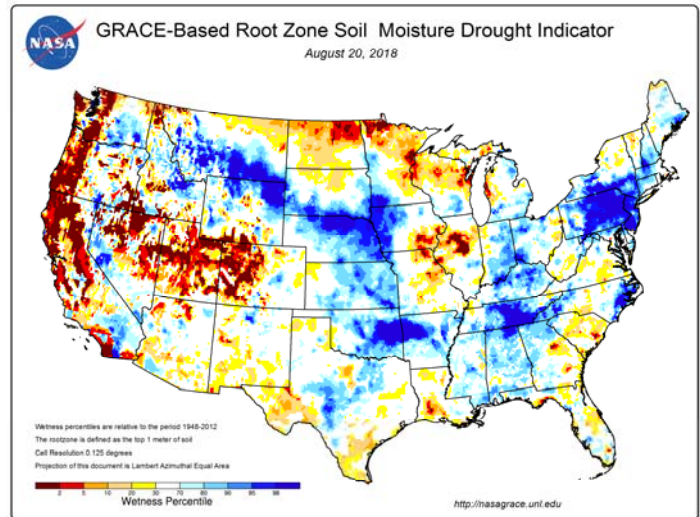 NASA
GRACE-Based Root Zone Soil Moisture Drought Indicator
August 20, 2018
Wetness percentiles are relative to the period 1948-2012
The rootzone is defined as the top 1 meter of soil
Cell Resolution 0.125 degrees
Projection of this document is Lambert Azimuthal Equal Area
2 5 10 20 30 70 80 90 95 98
Wetness Percentile
http://nasagrace.unl.edu